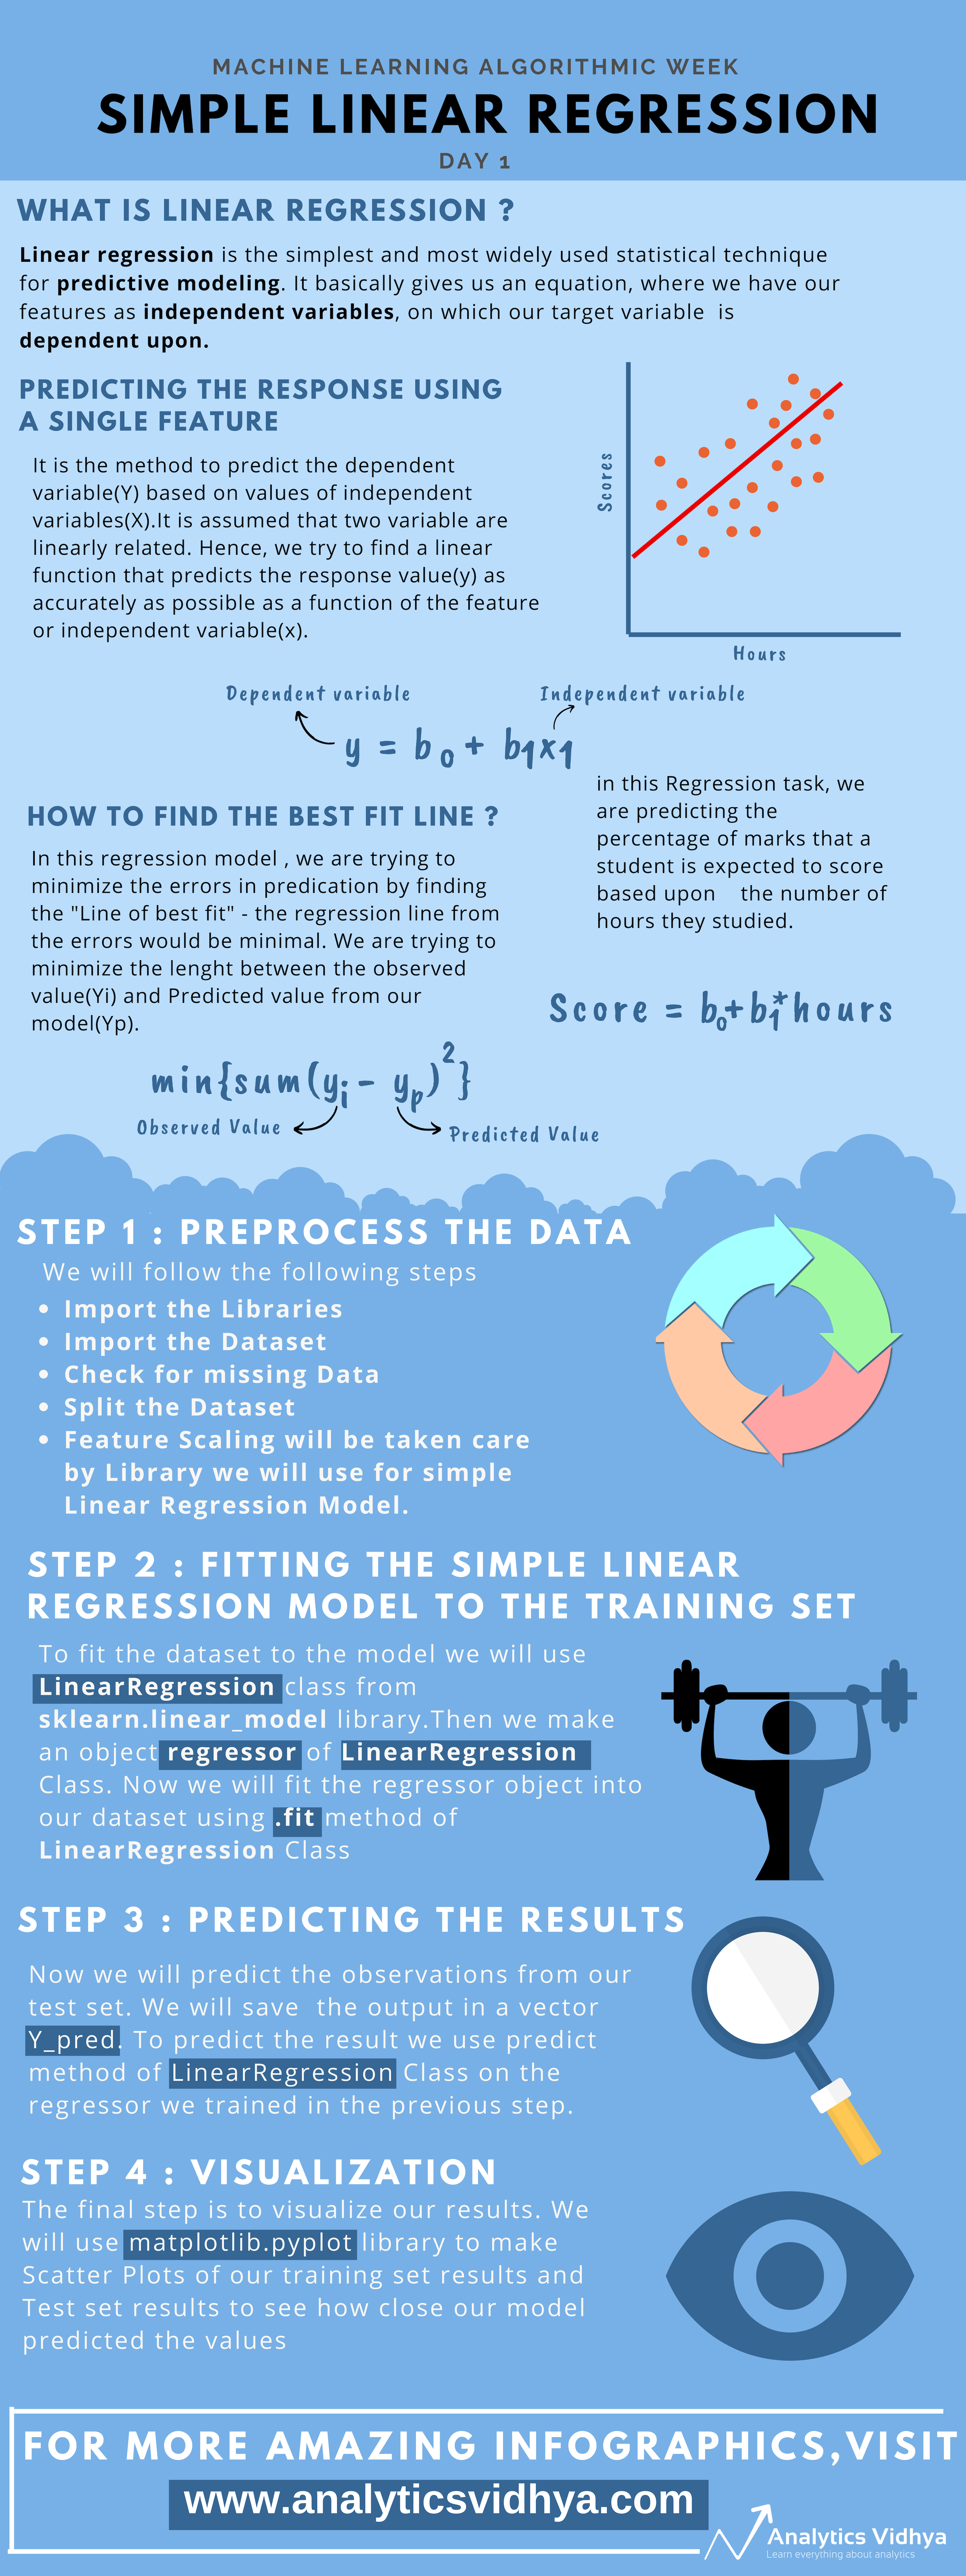 MACHINE LEARNING ALGORITHMIC WEEK
SIMPLE LINEAR REGRESSION
DAY 1
WHAT IS LINEAR REGRESSION ?
Linear regression is the simplest and most widely used statistical technique
for predictive modeling. It basically gives us an equation, where we have our
features as independent variables, on which our target variable is
dependent upon.
PREDICTING THE RESPONSE USING
A SINGLE FEATURE
It is the method to predict the dependent
variable(Y) based on values of independent
variables(X).It is assumed that two variable are
linearly related. Hence, we try to find a linear
function that predicts the response value(y) as
accurately as possible as a function of the feature
or independent variable(x).
Scores
Hours
Dependent variable
Independent variable
y = b0 + b1x1
in this Regression task, we
are predicting the
percentage of marks that a
student is expected to score
based upon the number of
hours they studied.
Score = b0+b1*hours
HOW TO FIND THE BEST FIT LINE ?
In this regression model , we are trying to
minimize the errors in predication by finding
the "Line of best fit" - the regression line from
the errors would be minimal. We are trying to
minimize the lenght between the observed
value(Yi) and Predicted value from our
model(Yp).
min{sum(yi - yp)2}
Observed Value
Predicted Value
STEP 1 : PREPROCESS THE DATA
We will follow the following steps
• Import the Libraries
• Import the Dataset
• Check for missing Data
• Split the Dataset
• Feature Scaling will be taken care
by Library we will use for simple
Linear Regression Model.
STEP 2 : FITTING THE SIMPLE LINEAR
REGRESSION MODEL TO THE TRAINING SET
To fit the dataset to the model we will use
LinearRegression class from
sklearn.linear_model library.Then we make
an object regressor of LinearRegression
Class. Now we will fit the regressor object into
our dataset using .fit method of
LinearRegression Class
STEP 3 : PREDICTING THE RESULTS
Now we will predict the observations from our
test set. We will save the output in a vector
Y_pred. To predict the result we use predict
method of LinearRegression Class on the
regressor we trained in the previous step.
STEP 4 : VISUALIZATION
The final step is to visualize our results. We
will use matplotlib.pyplot library to make
Scatter Plots of our training set results and
Test set results to see how close our model
predicted the values
FOR MORE AMAZING INFOGRAPHICS,VISIT
www.analyticsvidhya.com
Analytics Vidhya
Learn everything about analytics